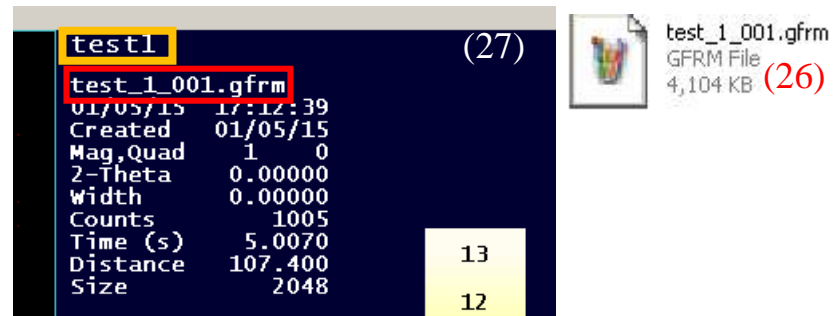 test1
(27)
test_1_001.gfrm
01/05/15 17:12:39
Created 01/05/15
Mag,Quad 1 0
2-Theta 0.00000
Width 0.00000
Counts 1005
Time (s) 5.0070
Distance 107.400
Size 2048
13
12
test_1_001.gfrm
GFRM File
4,104 KB (26)